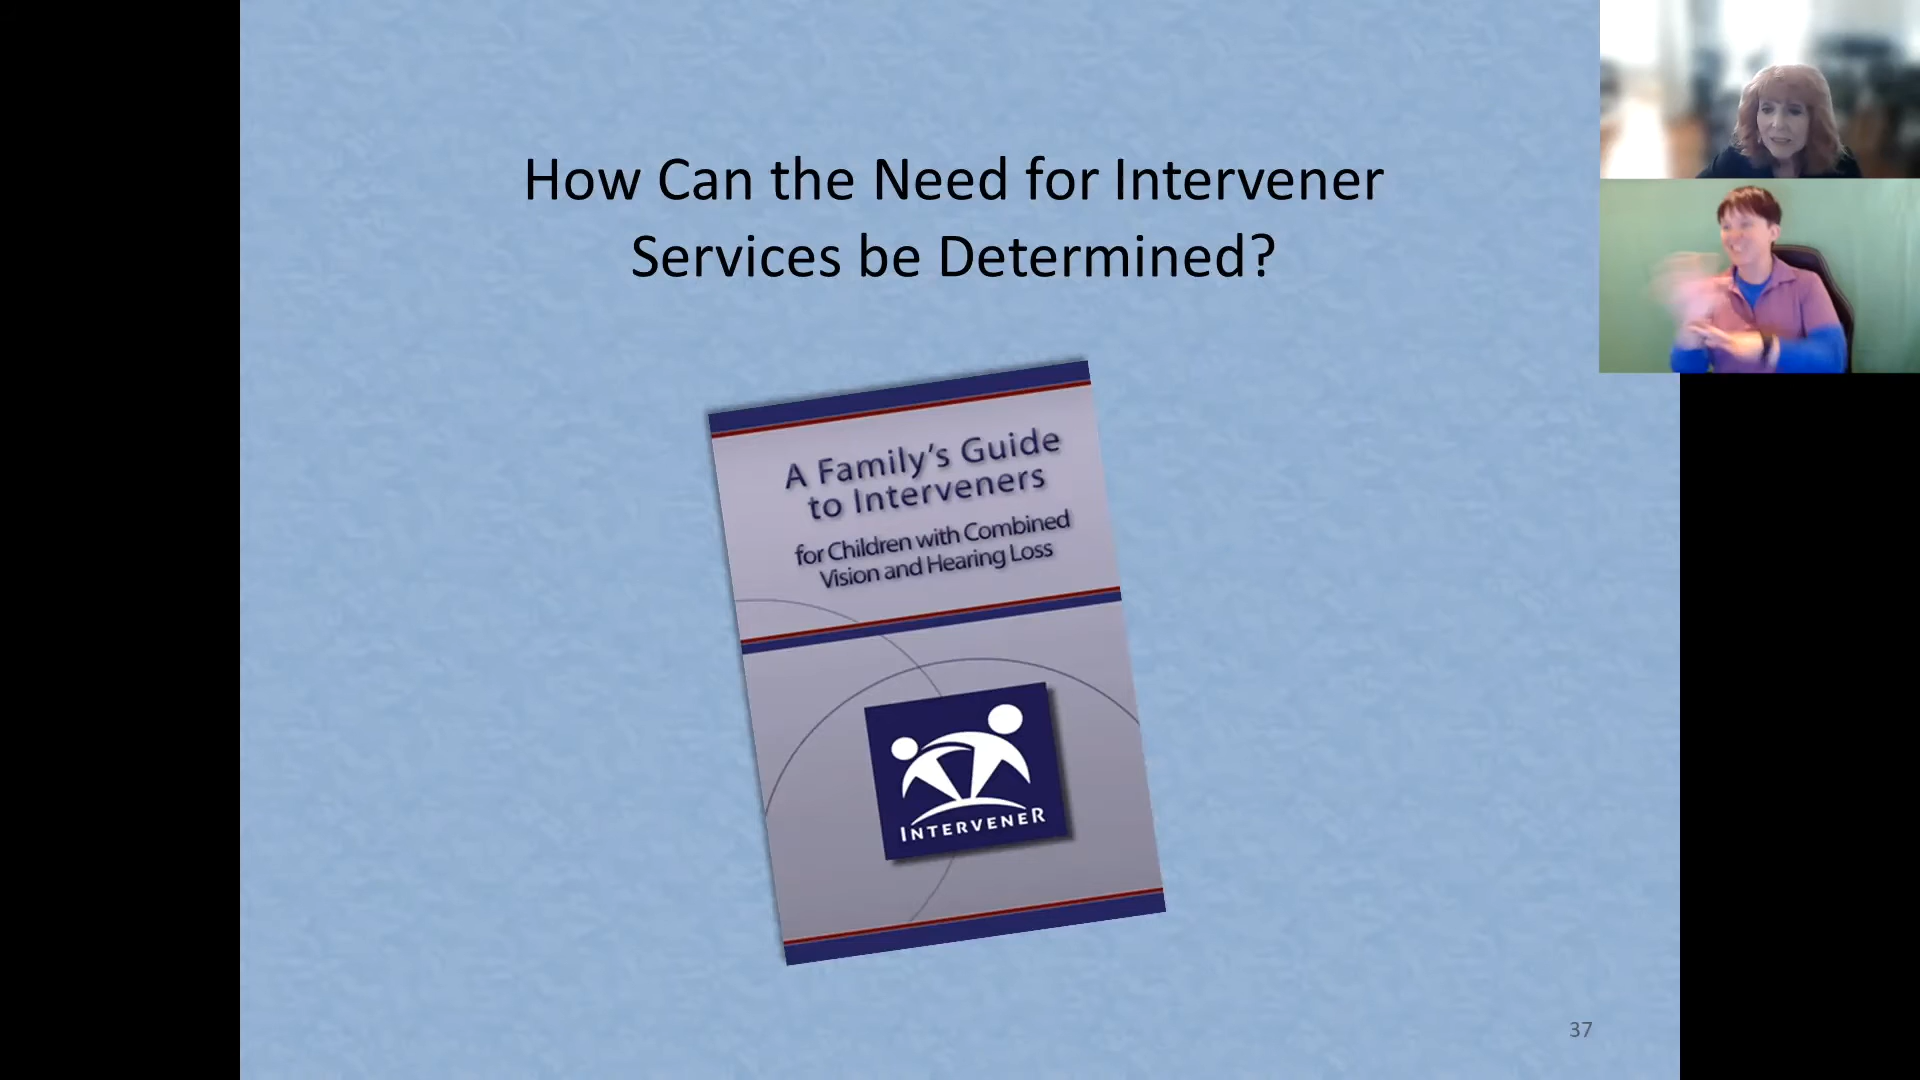 How Can the Need for Intervener
Services be Determined?
A Family's Guide
to Interveners
for Children with Combined
Vision and Hearing Loss
INTERVENER
37